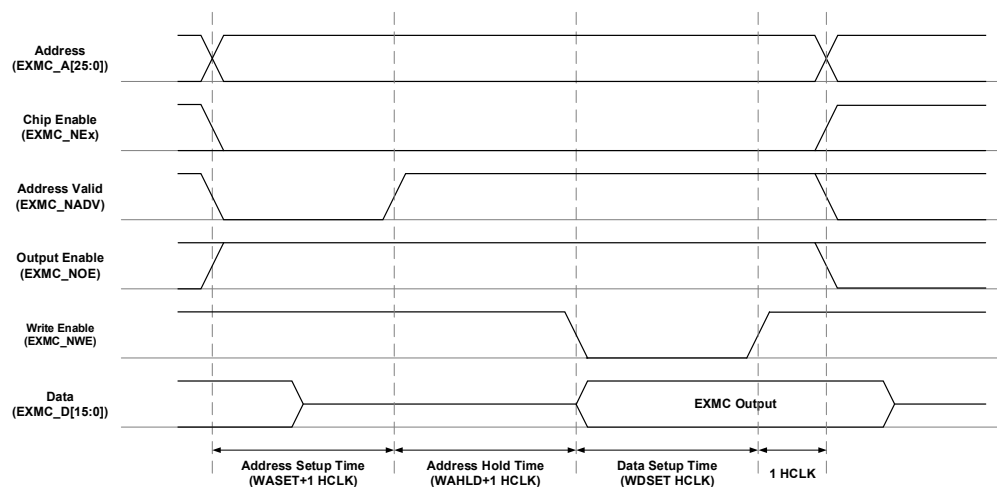 Address
(EXMC_A[25:0])
Chip Enable
(EXMC_NEx)
Address Valid
(EXMC_NADV)
Output Enable
(EXMC_NOE)
Write Enable
(EXMC_NWE)
Data
(EXMC_D[15:0])
EXMC Output
Address Setup Time
(WASET+1 HCLK)
Address Hold Time
(WAHLD+1 HCLK)
Data Setup Time
(WDSET HCLK)
1 HCLK